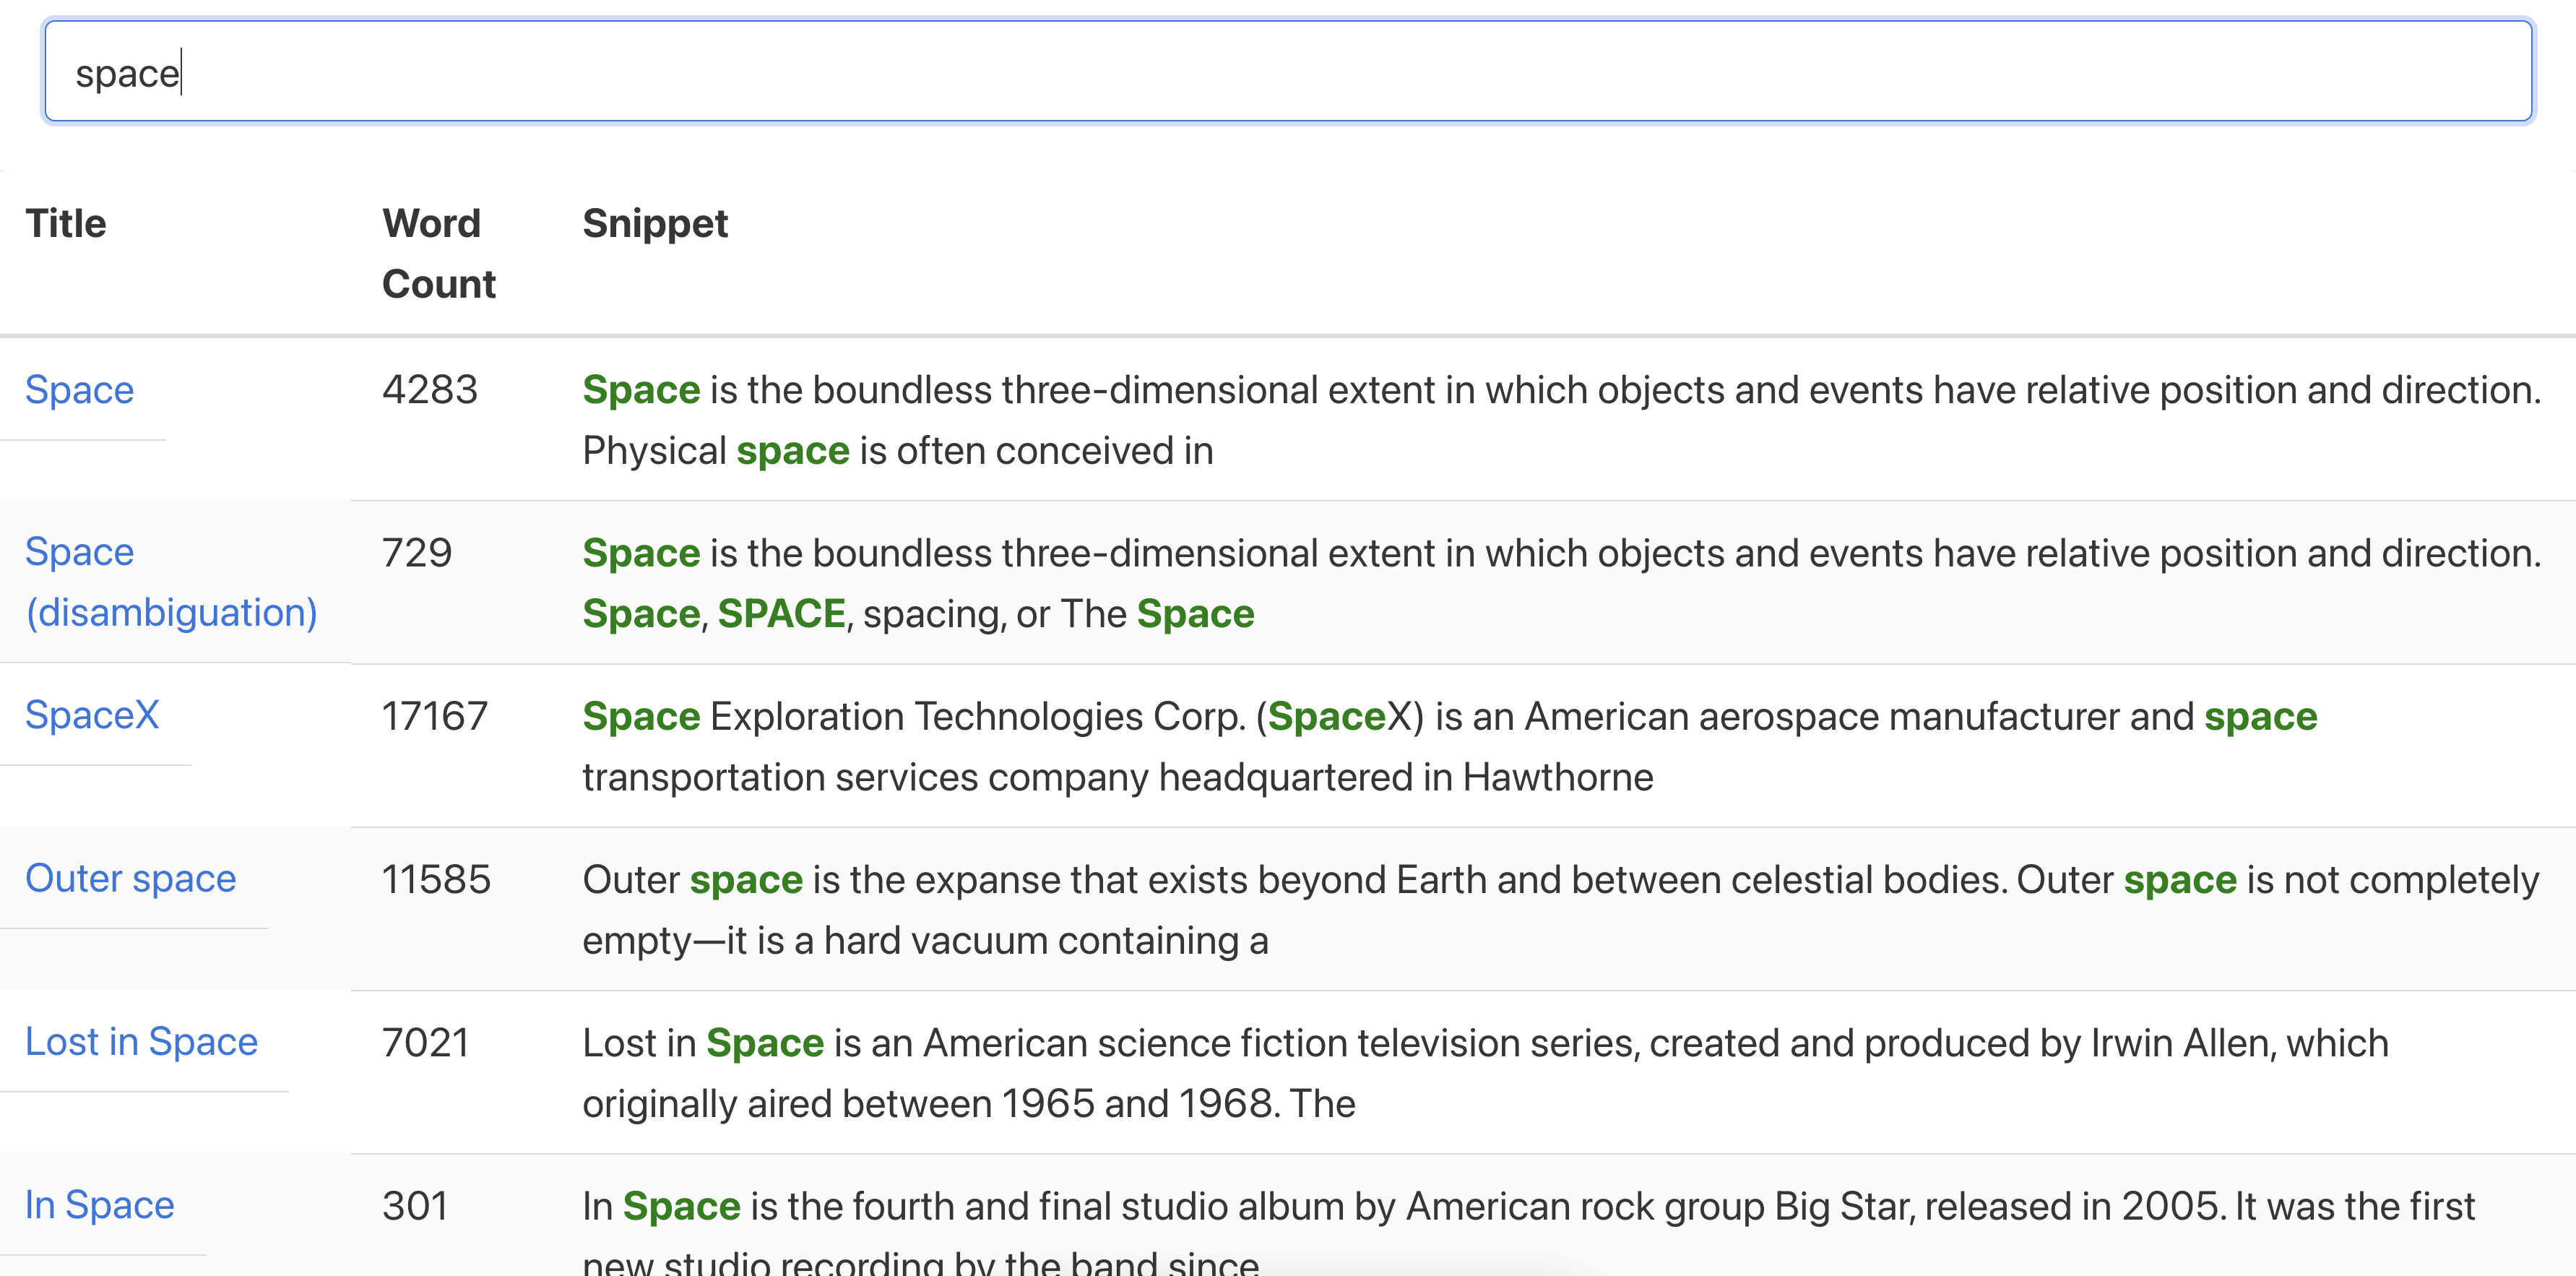 space
Title
Word
Count
Snippet
Space
4283
Space is the boundless three-dimensional extent in which objects and events have relative position and direction.
Physical space is often conceived in
Space
(disambiguation)
729
Space is the boundless three-dimensional extent in which objects and events have relative position and direction.
Space, SPACE, spacing, or The Space
SpaceX
17167
Space Exploration Technologies Corp. (SpaceX) is an American aerospace manufacturer and space
transportation services company headquartered in Hawthorne
Outer space
11585
Outer space is the expanse that exists beyond Earth and between celestial bodies. Outer space is not completely
empty—it is a hard vacuum containing a
Lost in Space
7021
Lost in Space is an American science fiction television series, created and produced by Irwin Allen, which
originally aired between 1965 and 1968. The
In Space
301
In Space is the fourth and final studio album by American rock group Big Star, released in 2005. It was the first
new studio recording by the band since